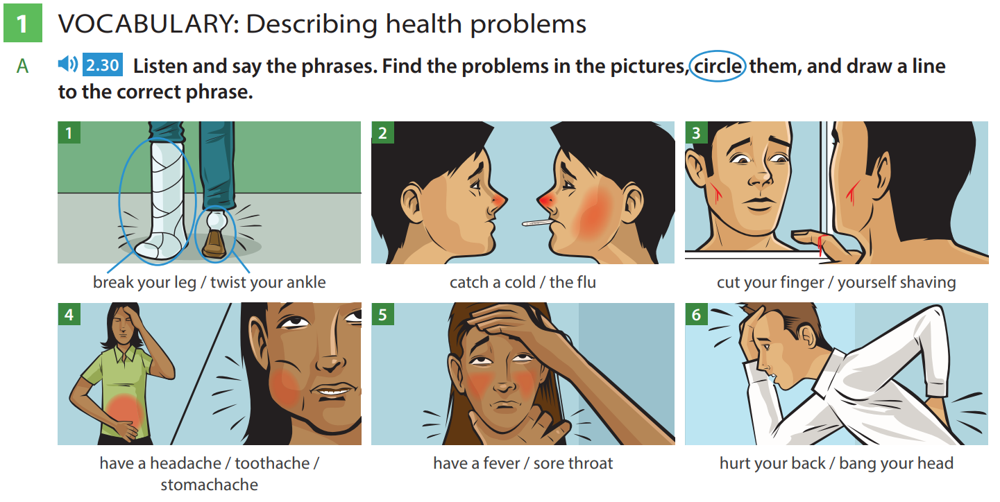 1 VOCABULARY: Describing health problems
A 2.30 Listen and say the phrases. Find the problems in the pictures, circle them, and draw a line
to the correct phrase.
1
2
3
break your leg / twist your ankle
catch a cold / the flu
cut your finger / yourself shaving
4
5
6
have a headache / toothache /
stomachache
have a fever / sore throat
hurt your back / bang your head